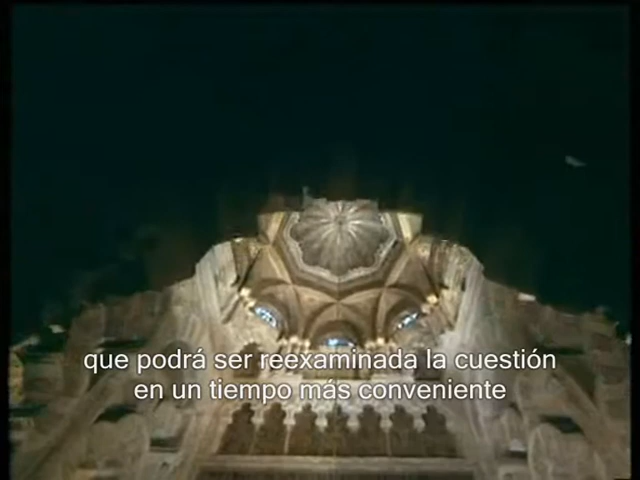 que podrá ser reexaminada la cuestión
en un tiempo más conveniente